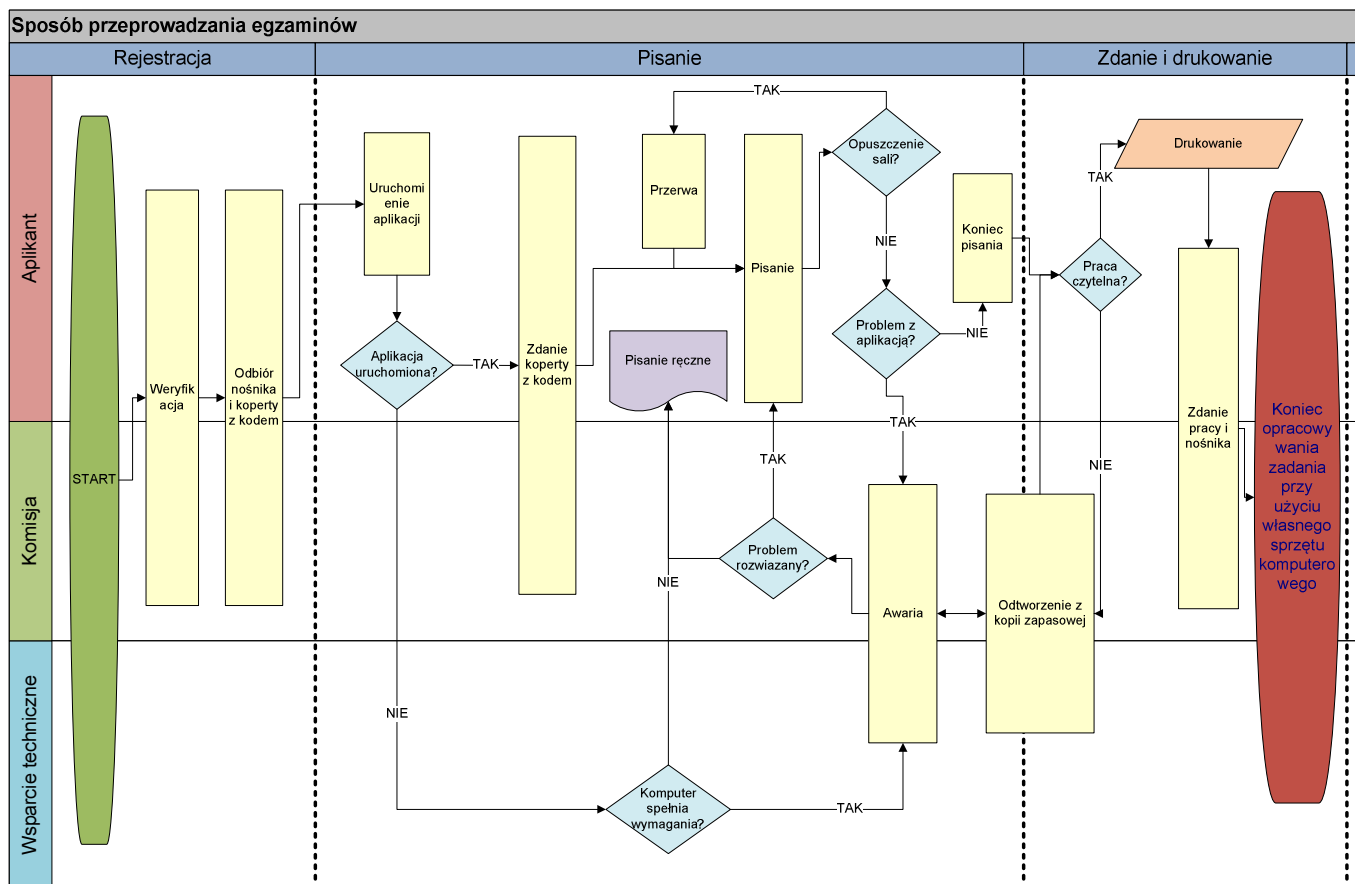 Sposób przeprowadzania egzaminów
Rejestracja
Pisanie
Zdanie i drukowanie
Aplikant
Komisja
Wsparcie techniczne
START
Weryfik
acja
Odbiór
nośnika
i koperty
z kodem
Uruchomi
enie
aplikacji
Aplikacja
uruchomiona?
TAK
NIE
Zdanie
koperty
z kodem
TAK
Przerwa
Pisanie
Opuszczenie
sali?
NIE
Problem z
aplikacją?
NIE
TAK
Koniec
pisania
Pisanie ręczne
TAK
NIE
Problem
rozwiazany?
Awaria
Odtworzenie z
kopii zapasowej
Komputer
spełnia
wymagania?
TAK
Praca
czytelna?
TAK
NIE
Drukowanie
Zdanie
pracy i
nośnika
Koniec
opracowy
wania
zadania
przy
użyciu
własnego
sprzętu
komputero
wego